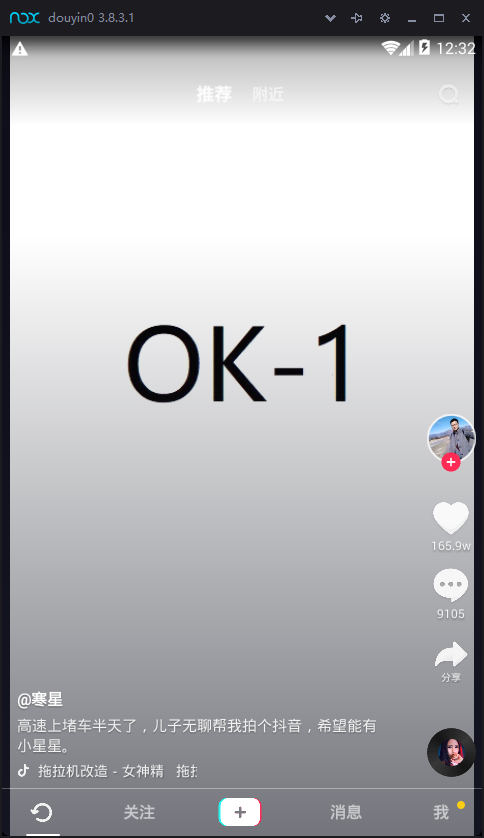 nox douyin0 3.8.3.1
12:32
推荐 附近
OK-1
165.9w
9105
分享
@寒星
高速上堵车半天了，儿子无聊帮我拍个抖音，希望能有
小星星。
拖拉机改造 - 女神精 拖拉
关注 消息 我